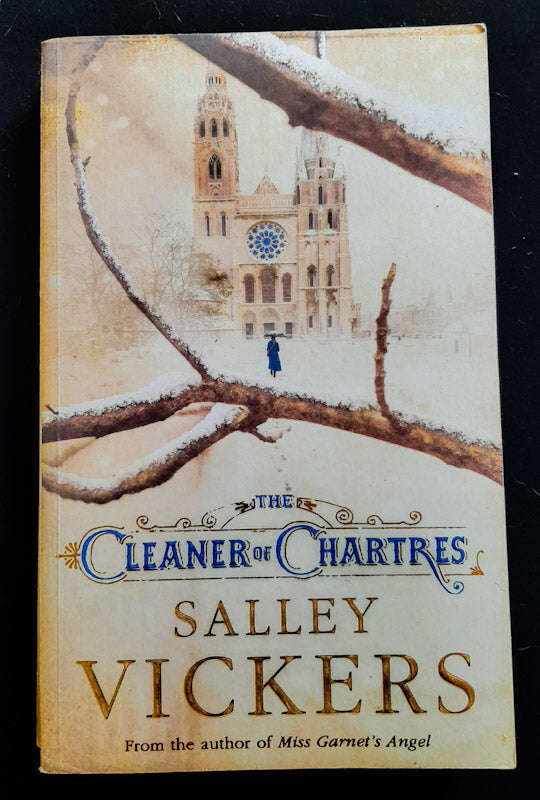 THE
CLEANER OF CHARTRES
SALLEY
VICKERS
From the author of Miss Garnet's Angel